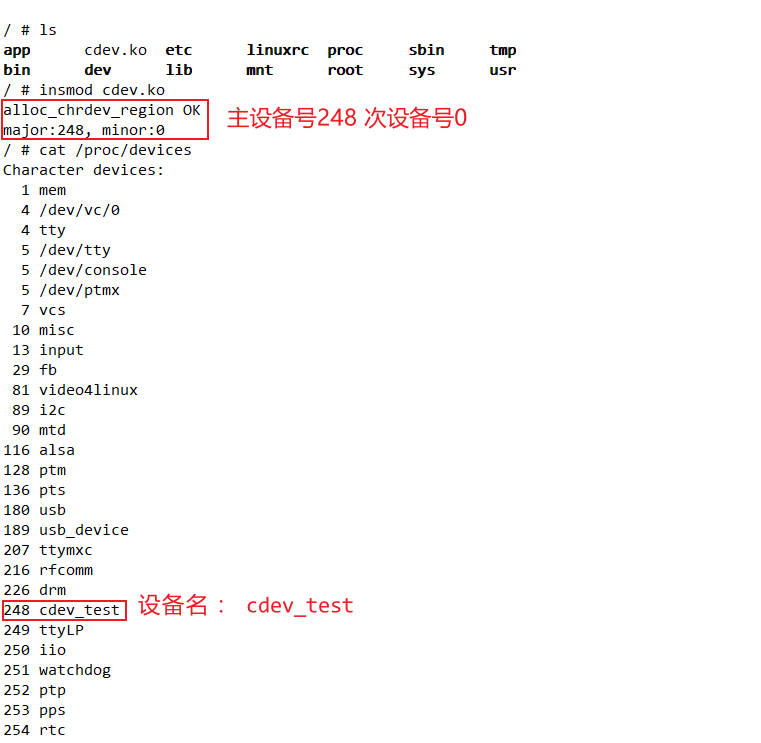 / # ls
app cdev.ko etc linuxrc proc sbin tmp
bin dev lib mnt root sys usr
/ # insmod cdev.ko
alloc_chrdev_region OK
major:248, minor:0
主设备号248 次设备号0
/ # cat /proc/devices
Character devices:
1 mem
4 /dev/vc/0
4 tty
5 /dev/tty
5 /dev/console
5 /dev/ptmx
7 vcs
10 misc
13 input
29 fb
81 video4linux
89 i2c
90 mtd
116 alsa
128 ptm
136 pts
180 usb
189 usb_device
207 ttymxc
216 rfcomm
226 drm
248 cdev_test
设备名： cdev_test
249 ttyLP
250 iio
251 watchdog
252 ptp
253 pps
254 rtc